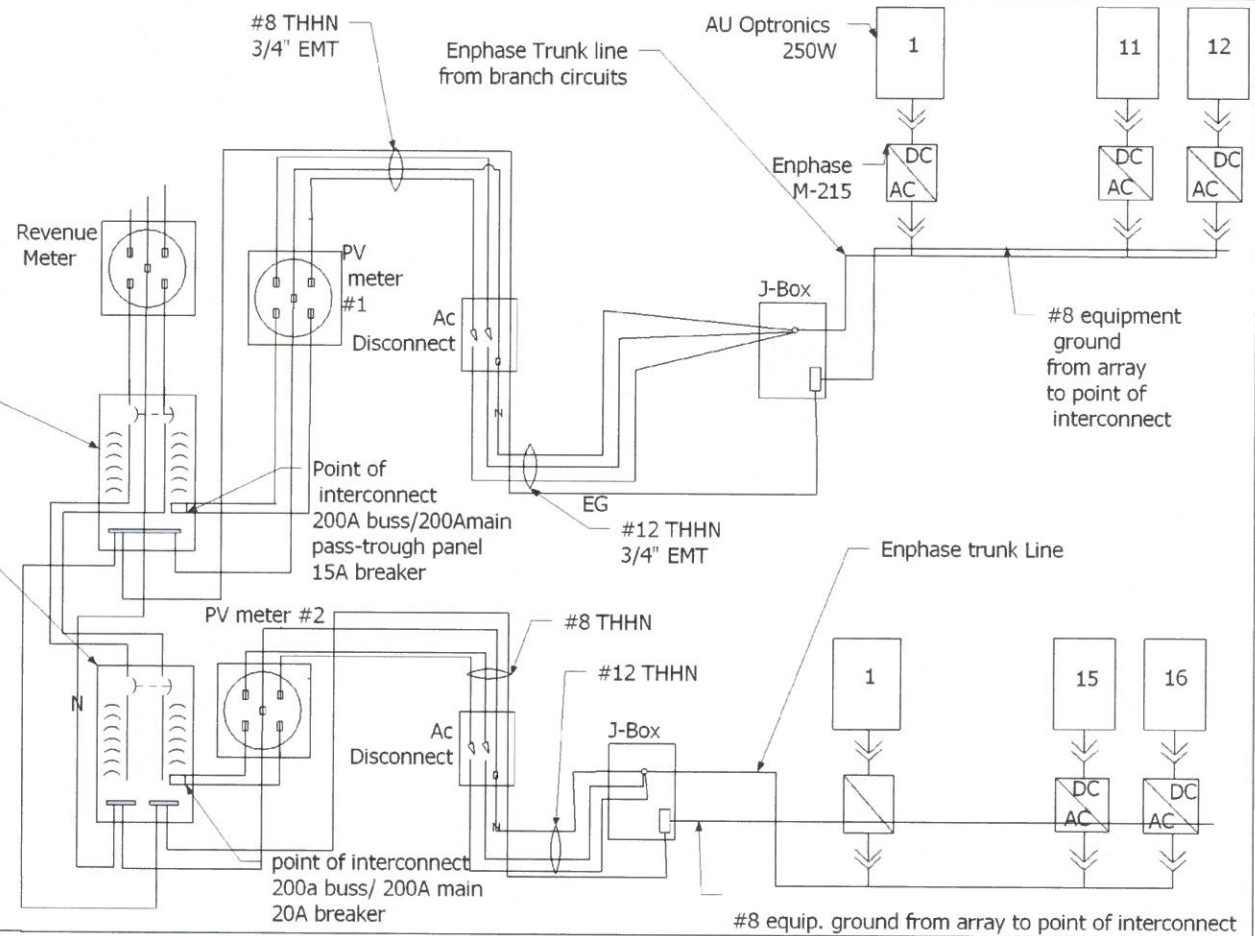 #8 THHN
3/4" EMT
Enphase Trunk line
from branch circuits
AU Optronics
250W
1
11
12
Enphase
M-215
DC
AC
DC
AC
DC
AC
Revenue
Meter
PV
meter
#1
Ac
Disconnect
N
J-Box
#8 equipment
ground
from array
to point of
interconnect
Point of
interconnect
200A buss/200Amain
pass-trough panel
15A breaker
EG
#12 THHN
3/4" EMT
Enphase trunk Line
PV meter #2
#8 THHN
#12 THHN
N
Ac
Disconnect
N
J-Box
1
15
16
DC
AC
DC
AC
point of interconnect
200a buss/ 200A main
20A breaker
#8 equip. ground from array to point of interconnect